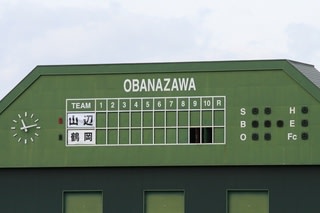 OBANAZAWA
TEAM 1 2 3 4 5 6 7 8 9 10 R
山辺
鶴岡
S H
B E
O Fc